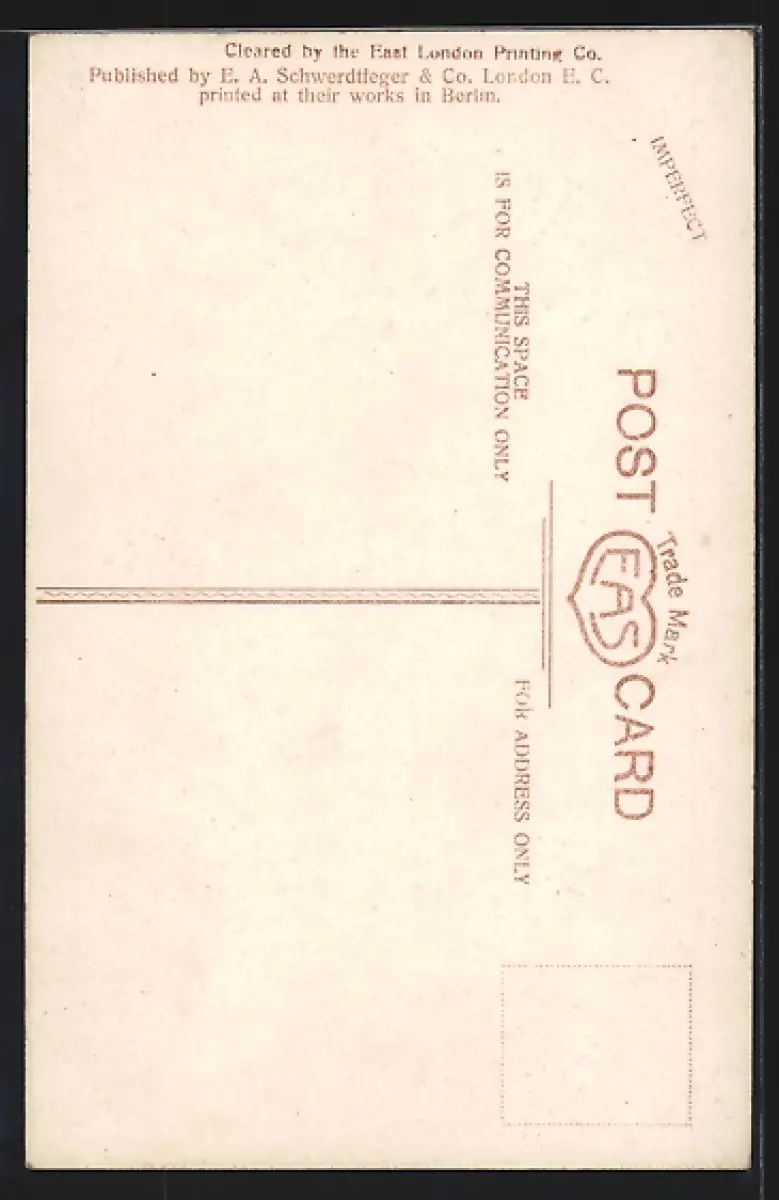 Cleared by the East London Printing Co.
Published by E. A. Schwerdtfeger & Co. London E. C.
printed at their works in Berlin.
IMPERFECT
Trade Mark
POST EAS CARD
THIS SPACE
IS FOR COMMUNICATION ONLY
FOR ADDRESS ONLY